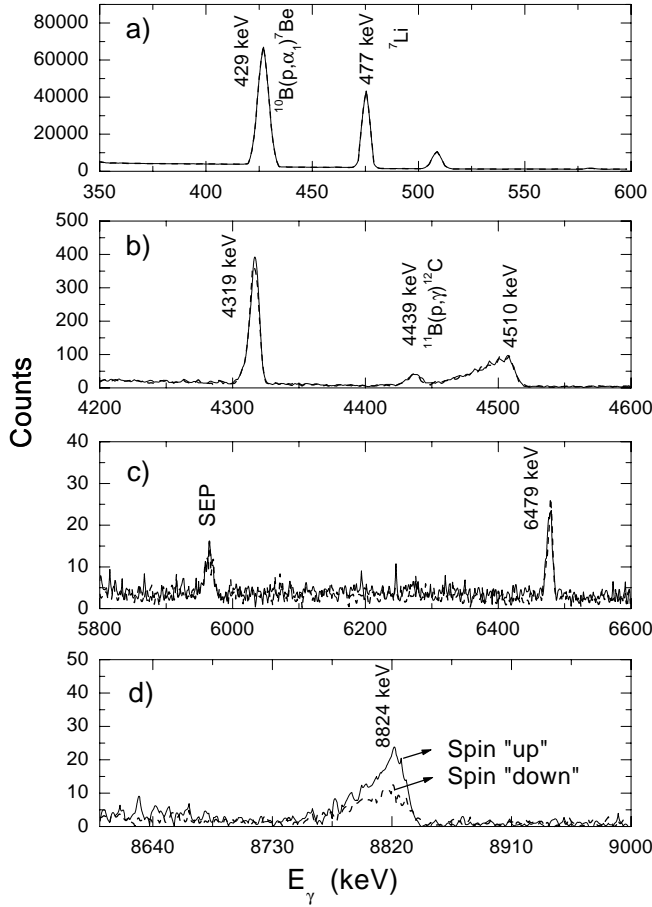 a)
429 keV
¹⁰B(p,α₁)⁷Be
477 keV
⁷Li
80000
60000
40000
20000
0
350 400 450 500 550 600
b)
4319 keV
4439 keV
¹¹B(p,γ)¹²C
4510 keV
500
400
300
200
100
0
4200 4300 4400 4500 4600
Counts
c)
SEP
6479 keV
40
30
20
10
0
5800 6000 6200 6400 6600
d)
8824 keV
Spin "up"
Spin "down"
50
40
30
20
10
0
8640 8730 8820 8910 9000
E_γ (keV)